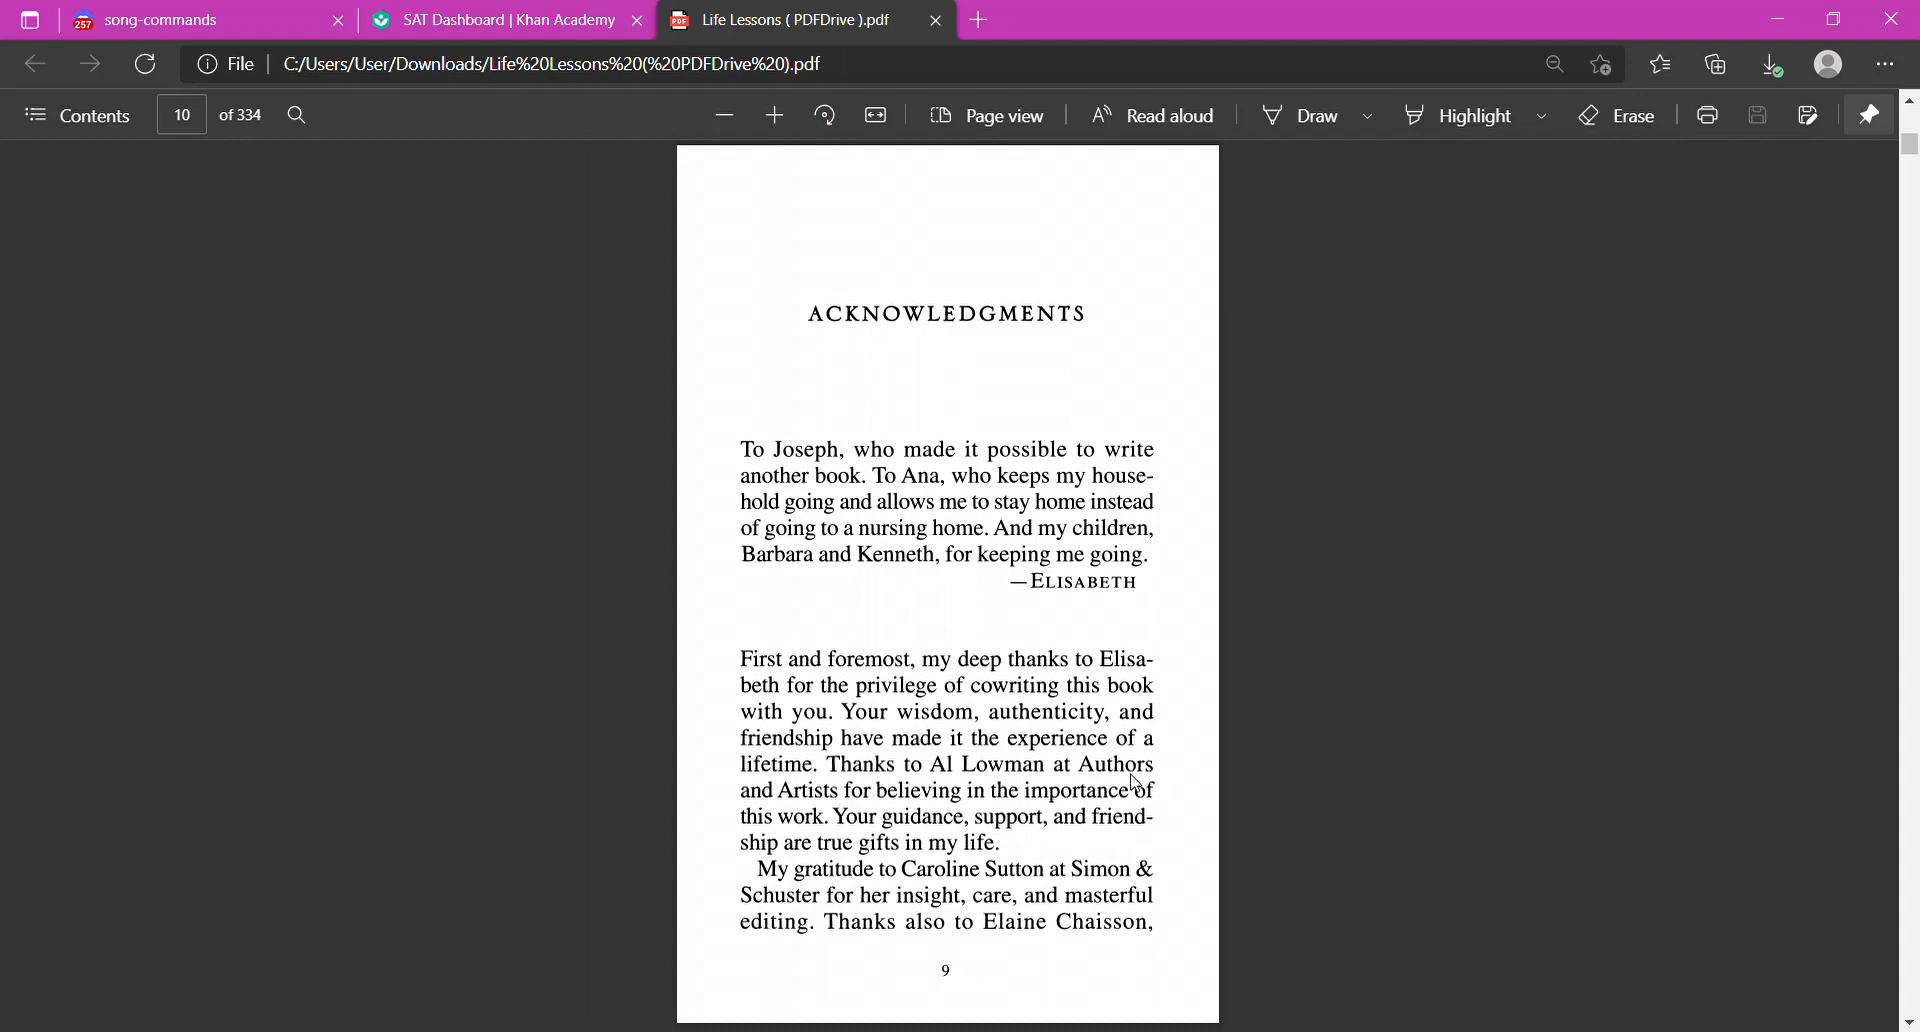 257 song-commands
SAT Dashboard | Khan Academy
PDF Life Lessons ( PDFDrive ).pdf
File C:/Users/User/Downloads/Life%20Lessons%20(%20PDFDrive%20).pdf
Contents 10 of 334 Page view Read aloud Draw Highlight Erase
ACKNOWLEDGMENTS
To Joseph, who made it possible to write
another book. To Ana, who keeps my house-
hold going and allows me to stay home instead
of going to a nursing home. And my children,
Barbara and Kenneth, for keeping me going.
—ELISABETH
First and foremost, my deep thanks to Elisa-
beth for the privilege of cowriting this book
with you. Your wisdom, authenticity, and
friendship have made it the experience of a
lifetime. Thanks to Al Lowman at Authors
and Artists for believing in the importance of
this work. Your guidance, support, and friend-
ship are true gifts in my life.
My gratitude to Caroline Sutton at Simon &
Schuster for her insight, care, and masterful
editing. Thanks also to Elaine Chaisson,
9